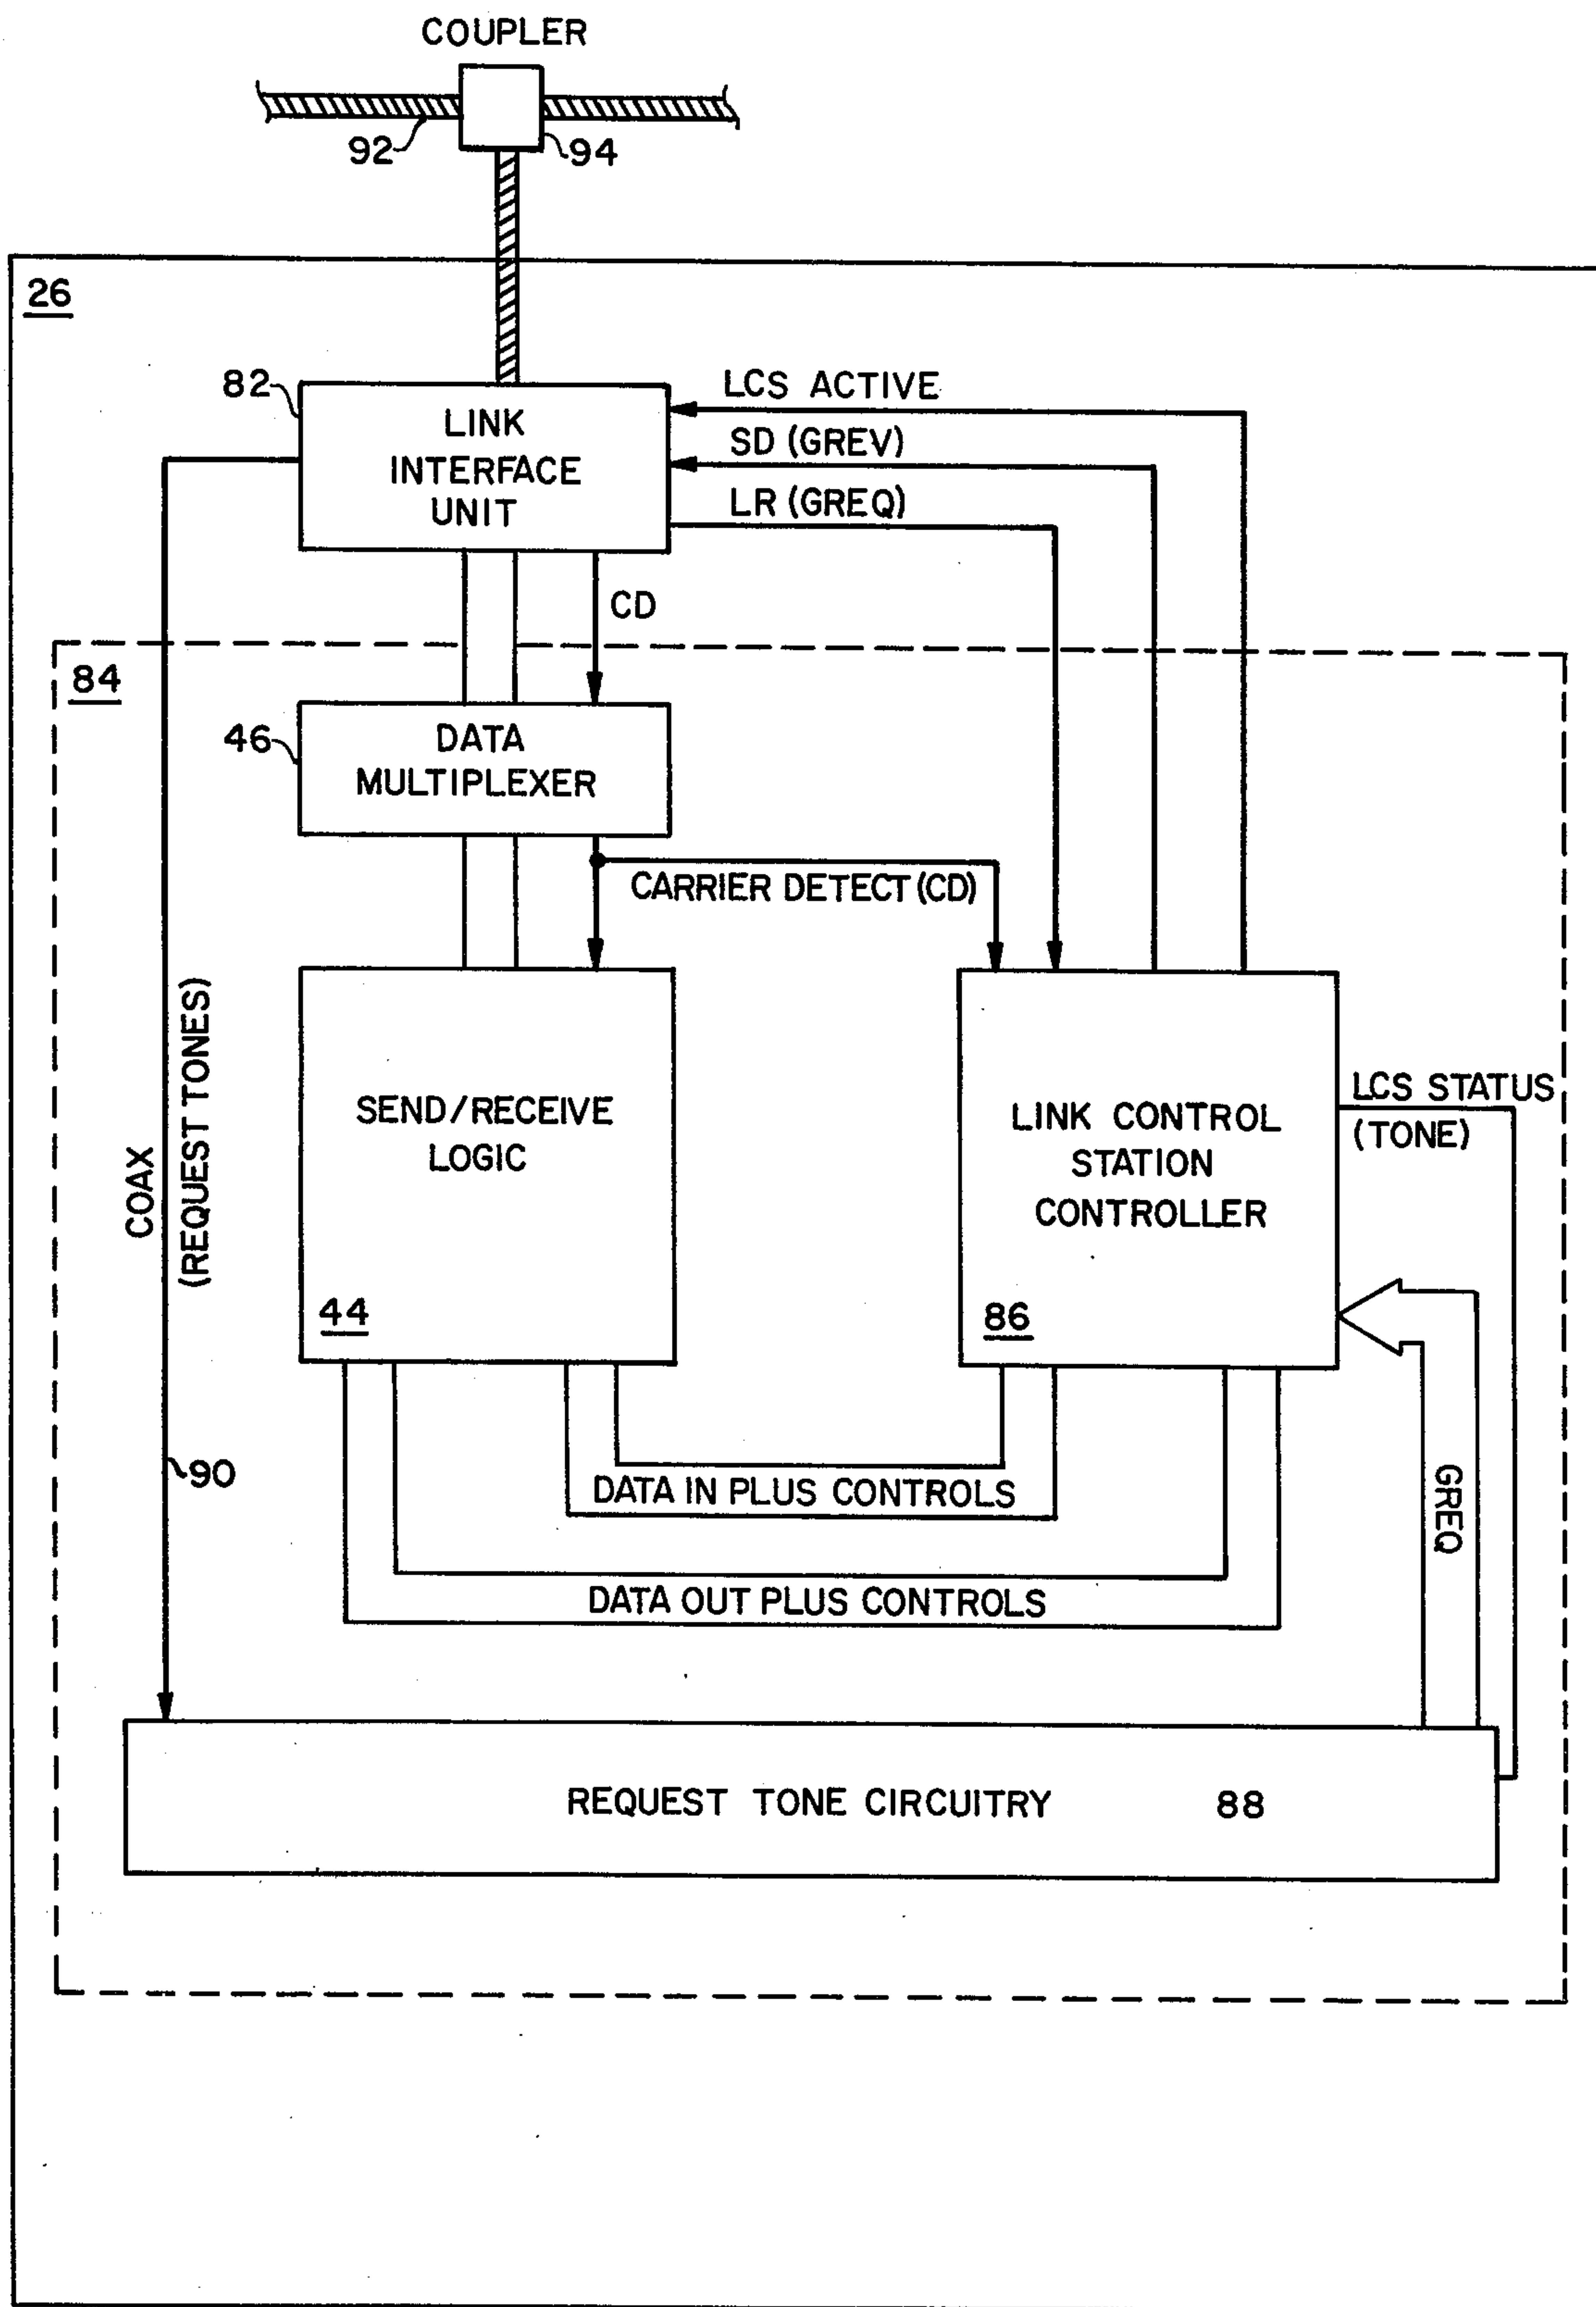 COUPLER
92
94
26
82
LINK
INTERFACE
UNIT
LCS ACTIVE
SD (GREV)
LR (GREQ)
CD
84
46
DATA
MULTIPLEXER
CARRIER DETECT (CD)
SEND/RECEIVE
LOGIC
44
LINK CONTROL
STATION
CONTROLLER
86
LCS STATUS
(TONE)
COAX
(REQUEST TONES)
90
DATA IN PLUS CONTROLS
DATA OUT PLUS CONTROLS
GREQ
REQUEST TONE CIRCUITRY 88